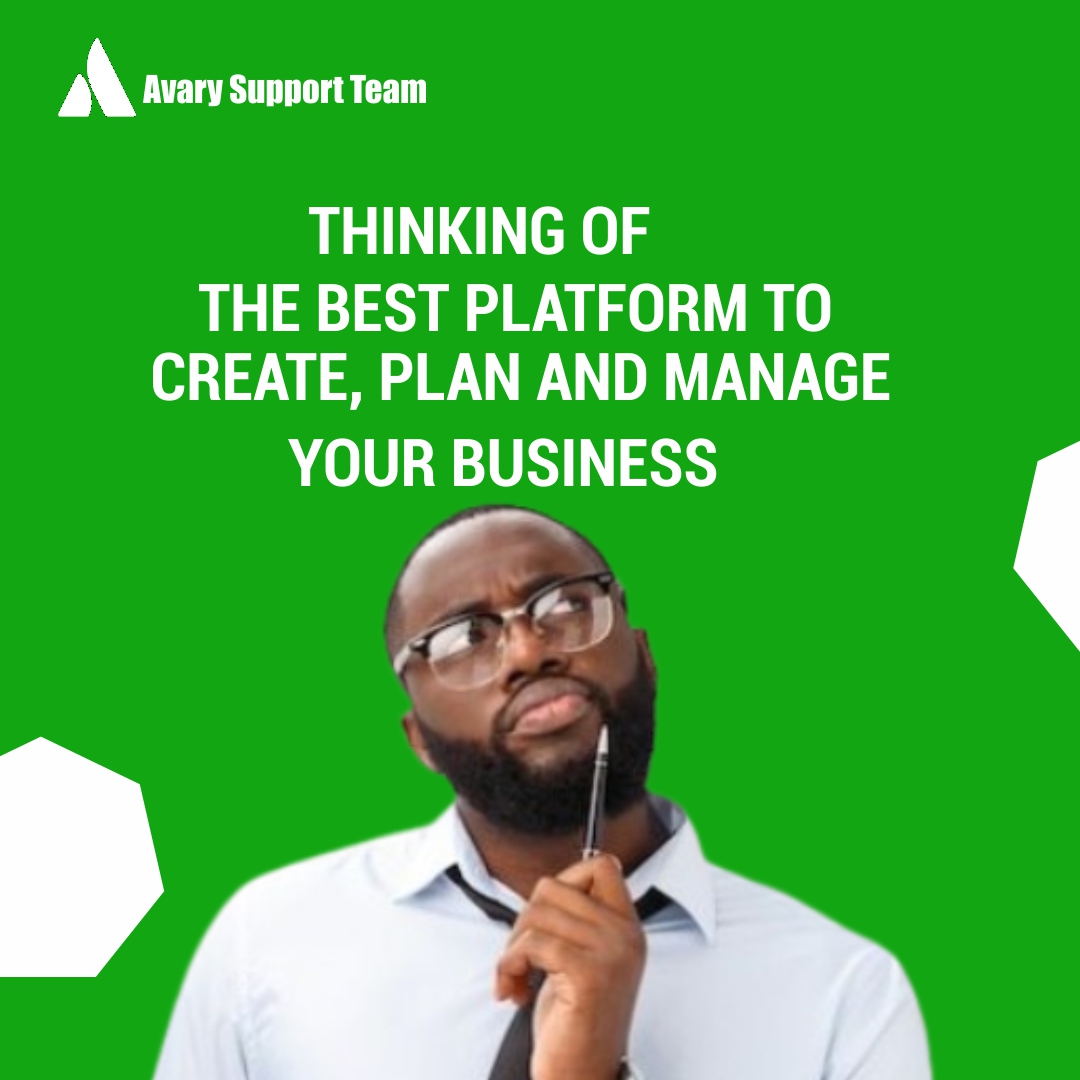 Avary Support Team
THINKING OF
THE BEST PLATFORM TO
CREATE, PLAN AND MANAGE
YOUR BUSINESS